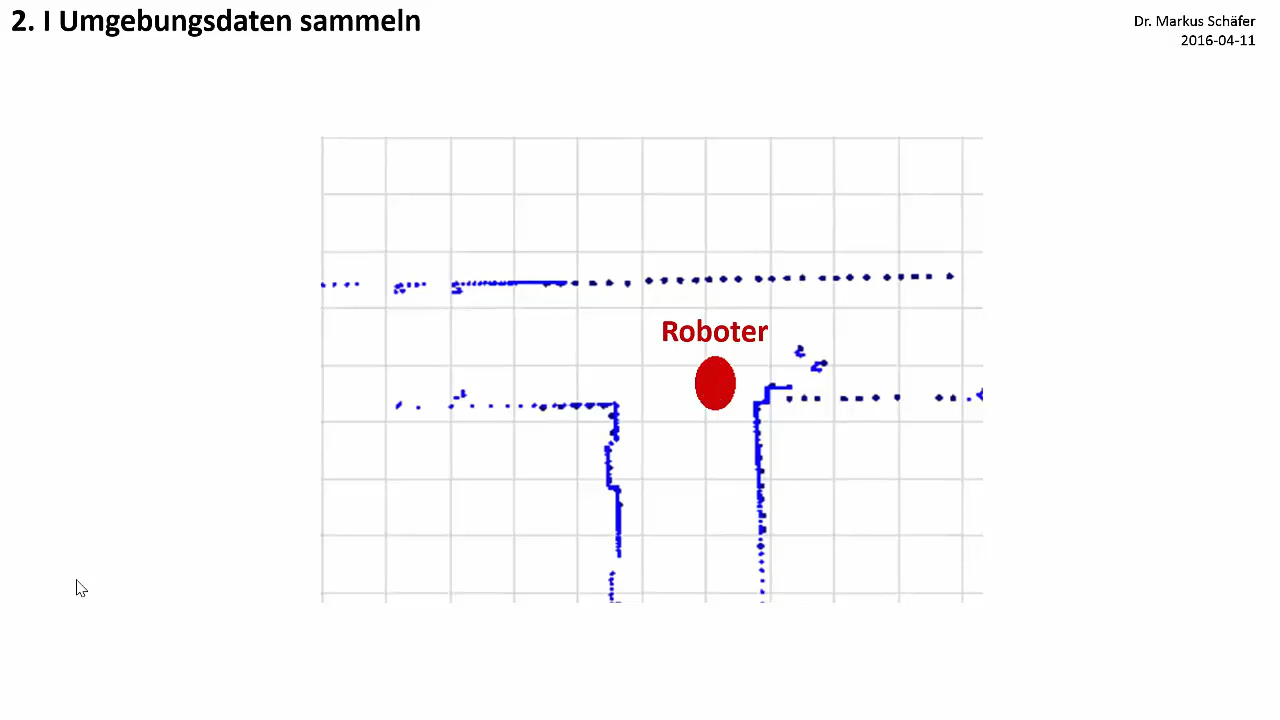 2. I Umgebungsdaten sammeln
Dr. Markus Schäfer
2016-04-11
Roboter